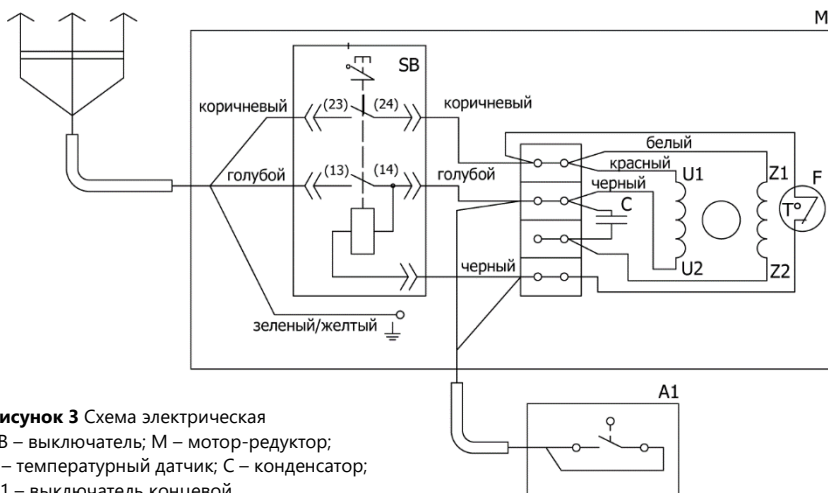 M
SB
коричневый
(23)
(24)
коричневый
белый
красный
U1
Z1
F
голубой
(13)
(14)
голубой
черный
C
T°
U2
Z2
черный
зеленый/желтый
A1
исунок 3 Схема электрическая
В – выключатель; М – мотор-редуктор;
– температурный датчик; С – конденсатор;
1 – выключатель концевой